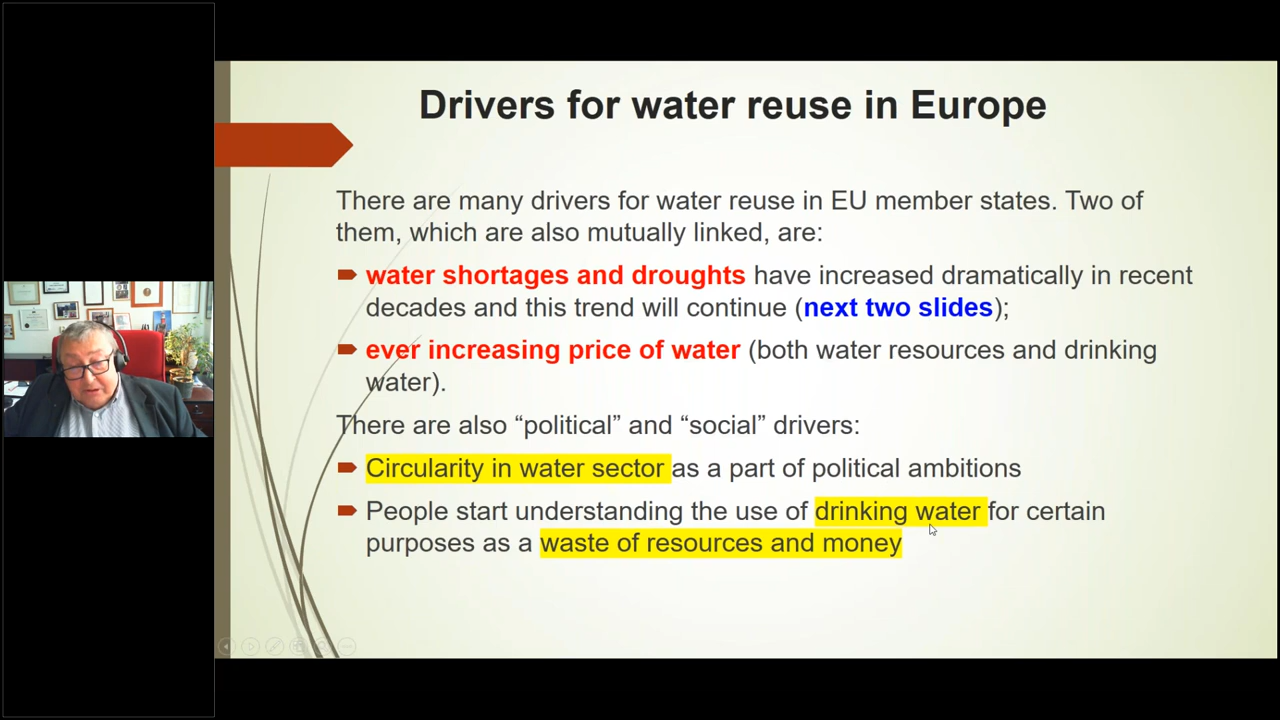 Drivers for water reuse in Europe
There are many drivers for water reuse in EU member states. Two of
them, which are also mutually linked, are:
water shortages and droughts have increased dramatically in recent
decades and this trend will continue (next two slides);
ever increasing price of water (both water resources and drinking
water).
There are also “political” and “social” drivers:
Circularity in water sector as a part of political ambitions
People start understanding the use of drinking water for certain
purposes as a waste of resources and money